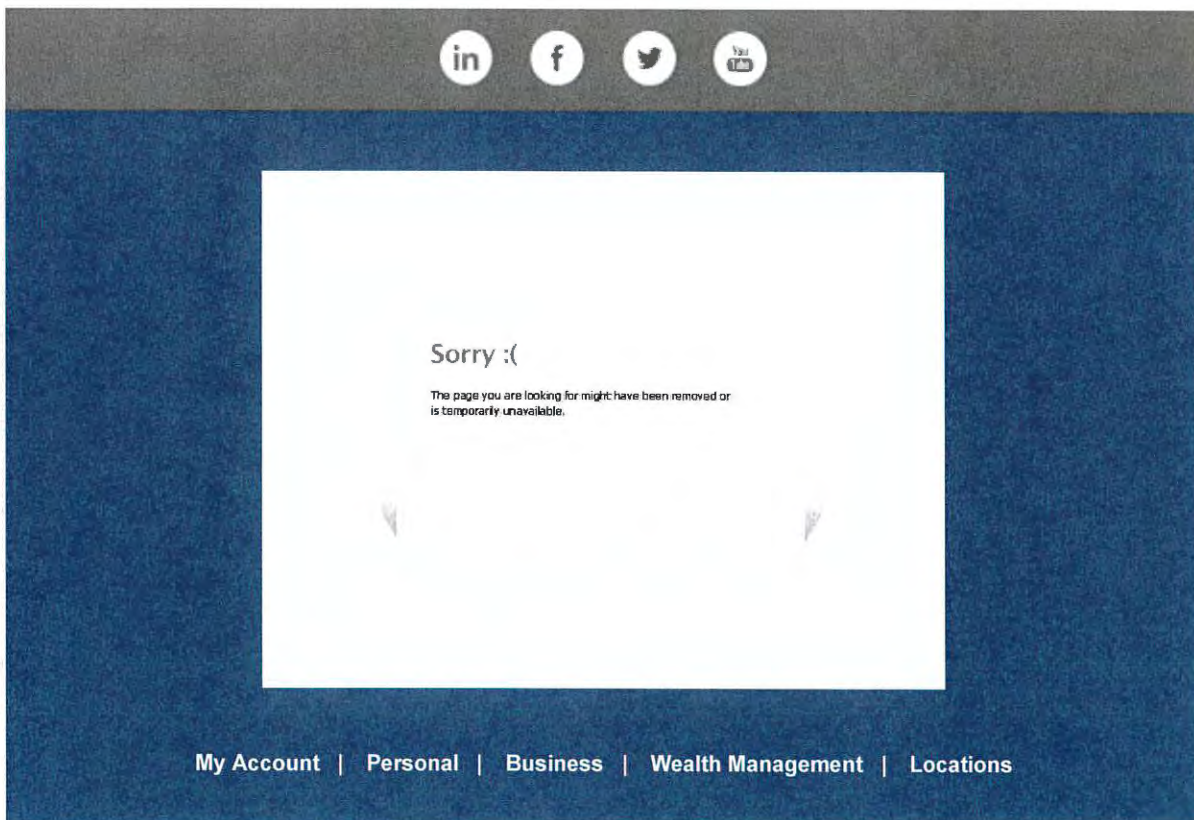 in f You Tube
Sorry :(
The page you are looking for might have been removed or
is temporarily unavailable.
My Account | Personal | Business | Wealth Management | Locations